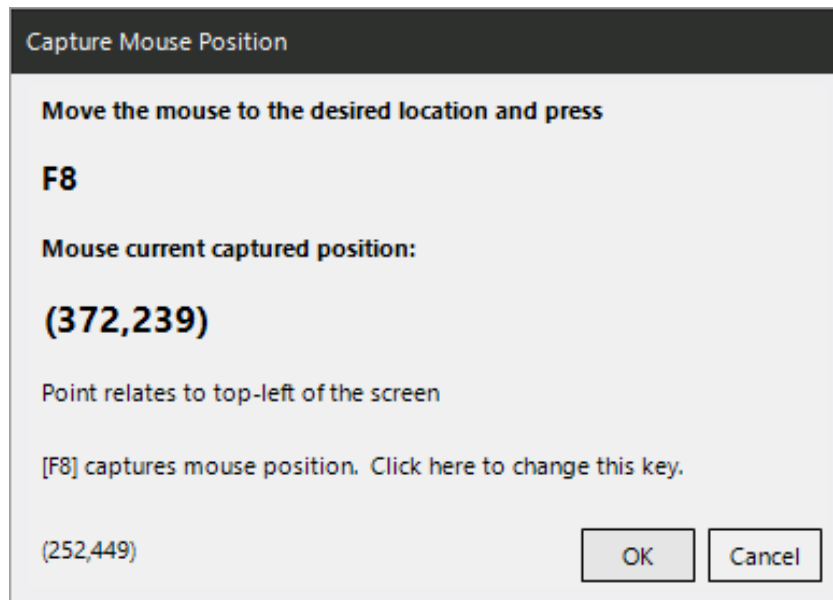 Capture Mouse Position
Move the mouse to the desired location and press
F8
Mouse current captured position:
(372,239)
Point relates to top-left of the screen
[F8] captures mouse position.  Click here to change this key.
(252,449)
OK
Cancel